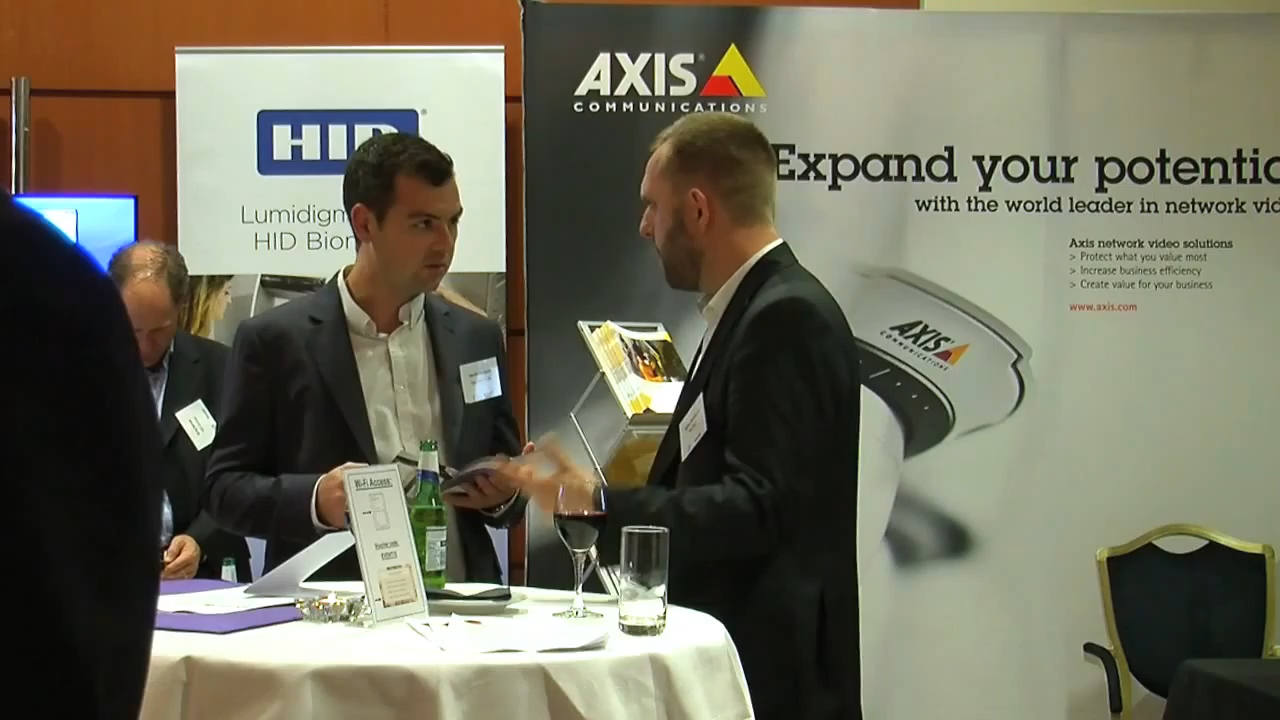 HID
Lumidigm
HID Biom
AXIS
COMMUNICATIONS
Expand your potentia
with the world leader in network vid
Axis network video solutions
> Protect what you value most
> Increase business efficiency
> Create value for your business
www.axis.com
AXIS
COMMUNICATIONS
Wi-Fi Access: